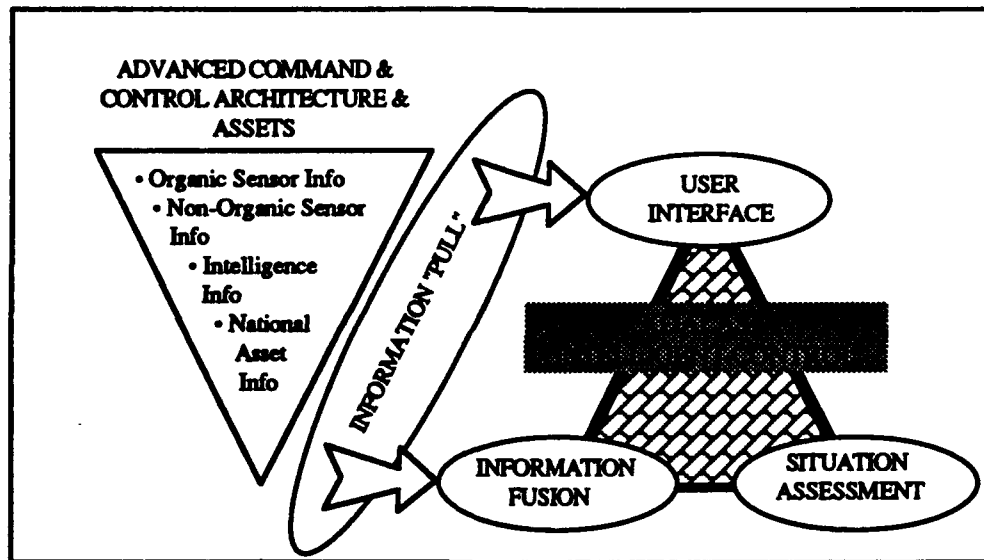 ADVANCED COMMAND &
CONTROL ARCHITECTURE &
ASSETS
• Organic Sensor Info
• Non-Organic Sensor
Info
• Intelligence
Info
• National
Asset
Info
INFORMATION "PULL"
USER
INTERFACE
INFORMATION
FUSION
SITUATION
ASSESSMENT